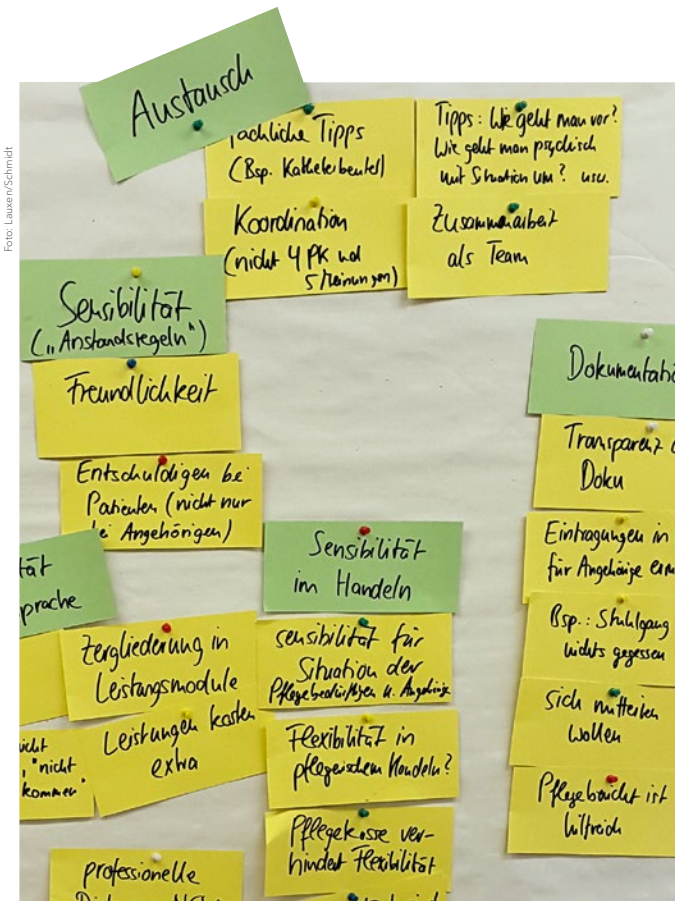 Foto: Lauxen/Schmidt
Austausch
fachliche Tipps
(Bsp. Katheterbeutel)
Tipps: Wie geht man vor?
Wie geht man psychisch
mit Situation um? usw.
Koordination
(nicht 4 PK und
5 Meinungen)
Zusammenarbeit
als Team
Sensibilität
("Anstandsregeln")
Freundlichkeit
Entschuldigen bei
Patienten (nicht nur
bei Angehörigen)
tät
prache
Zergliederung in
Leistungsmodule
Leistungen kosten
extra
nicht
"nicht
kommen"
professionelle
Sensibilität
im Handeln
sensibilität für
Situation der
Pflegebedürftigen u. Angehörige
Flexibilität in
pflegerischem Handeln?
Pflegekasse ver-
hindert Flexibilität
Dokumentatio
Transparenz
Doku
Eintragungen in
für Angehörige
Bsp.: Stuhlgang
nichts gegessen
Sich mitteilen
wollen
Pflegebericht ist
hilfreich